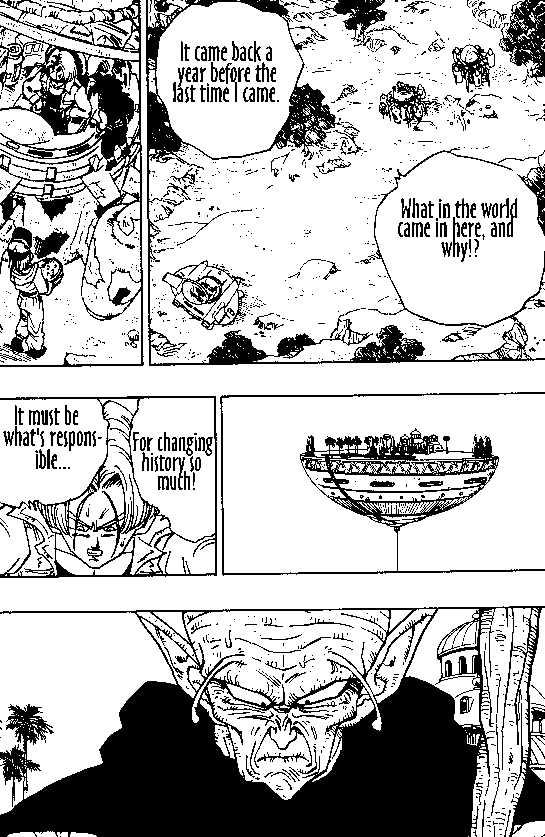 It came back a
year before the
last time I came.
What in the world
came in here, and
why!?
It must be
what's respons-
ible...
For changing
history so
much!